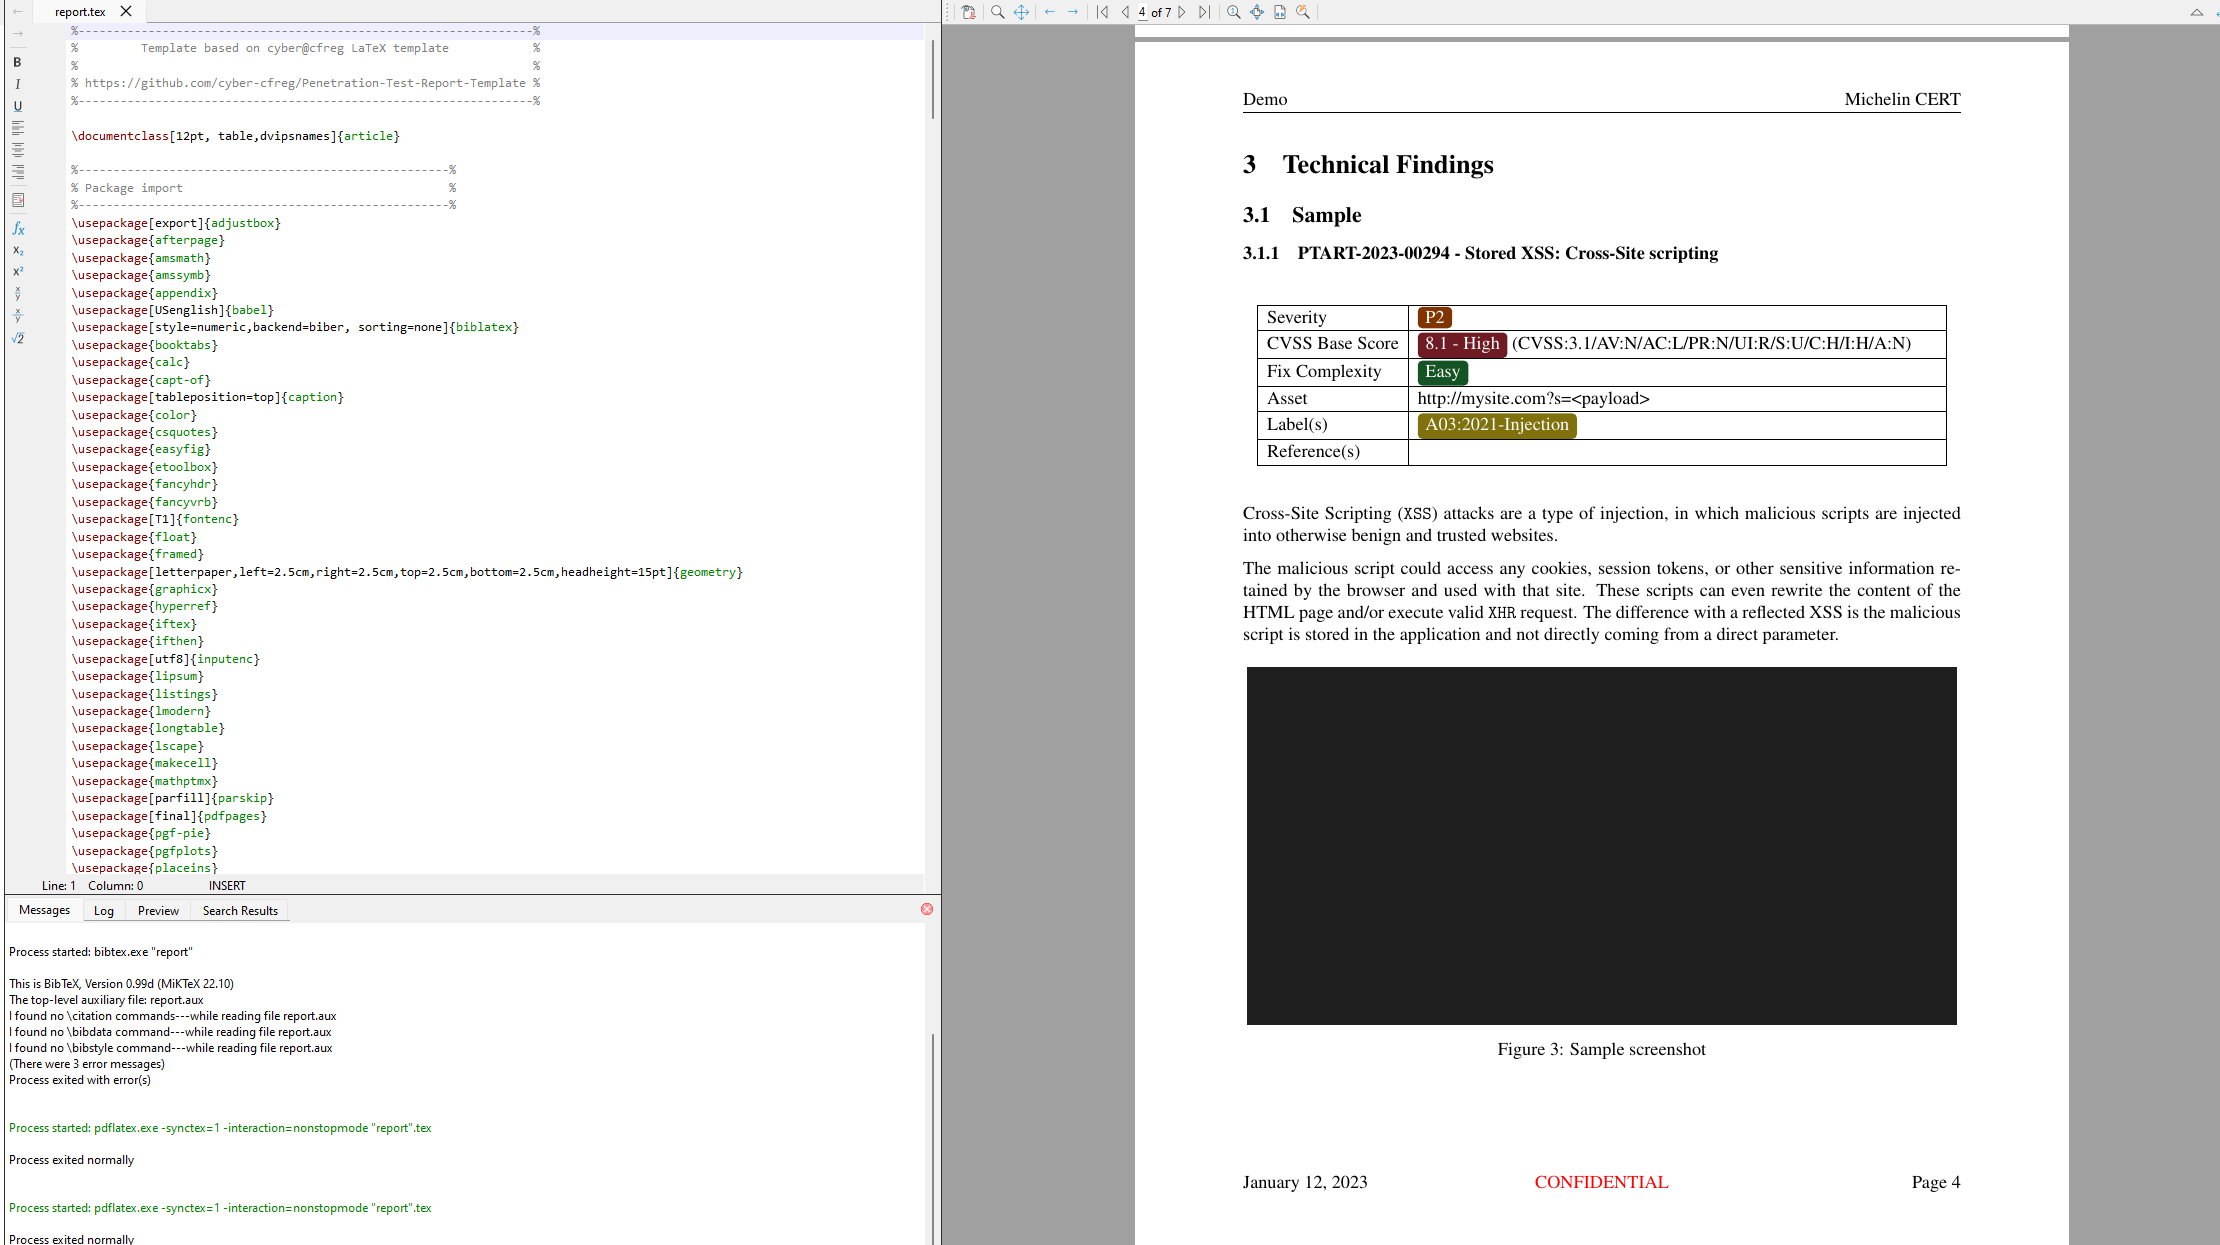 report.tex
%-----------------------------------------------------------------%
% Template based on cyber@cfreg LaTeX template %
% %
% https://github.com/cyber-cfreg/Penetration-Test-Report-Template %
%-----------------------------------------------------------------%
\documentclass[12pt, table,dvipsnames]{article}
%-----------------------------------------------------%
% Package import %
%-----------------------------------------------------%
\usepackage[export]{adjustbox}
\usepackage{afterpage}
\usepackage{amsmath}
\usepackage{amssymb}
\usepackage{appendix}
\usepackage[USenglish]{babel}
\usepackage[style=numeric,backend=biber, sorting=none]{biblatex}
\usepackage{booktabs}
\usepackage{calc}
\usepackage{capt-of}
\usepackage[tableposition=top]{caption}
\usepackage{color}
\usepackage{csquotes}
\usepackage{easyfig}
\usepackage{etoolbox}
\usepackage{fancyhdr}
\usepackage{fancyvrb}
\usepackage[T1]{fontenc}
\usepackage{float}
\usepackage{framed}
\usepackage[letterpaper,left=2.5cm,right=2.5cm,top=2.5cm,bottom=2.5cm,headheight=15pt]{geometry}
\usepackage{graphicx}
\usepackage{hyperref}
\usepackage{iftex}
\usepackage{ifthen}
\usepackage[utf8]{inputenc}
\usepackage{lipsum}
\usepackage{listings}
\usepackage{lmodern}
\usepackage{longtable}
\usepackage{lscape}
\usepackage{makecell}
\usepackage{mathptmx}
\usepackage[parfill]{parskip}
\usepackage[final]{pdfpages}
\usepackage{pgf-pie}
\usepackage{pgfplots}
\usepackage{placeins}
B
I
U
fx
x₂
x²
x/y
x/y
√2
Line: 1 Column: 0 INSERT
Messages Log Preview Search Results
Process started: bibtex.exe "report"
This is BibTeX, Version 0.99d (MiKTeX 22.10)
The top-level auxiliary file: report.aux
I found no \citation commands---while reading file report.aux
I found no \bibdata command---while reading file report.aux
I found no \bibstyle command---while reading file report.aux
(There were 3 error messages)
Process exited with error(s)
Process started: pdflatex.exe -synctex=1 -interaction=nonstopmode "report".tex
Process exited normally
Process started: pdflatex.exe -synctex=1 -interaction=nonstopmode "report".tex
Process exited normally
4 of 7
Demo Michelin CERT
3 Technical Findings
3.1 Sample
3.1.1 PTART-2023-00294 - Stored XSS: Cross-Site scripting
Severity P2
CVSS Base Score 8.1 - High (CVSS:3.1/AV:N/AC:L/PR:N/UI:R/S:U/C:H/I:H/A:N)
Fix Complexity Easy
Asset http://mysite.com?s=<payload>
Label(s) A03:2021-Injection
Reference(s)
Cross-Site Scripting (XSS) attacks are a type of injection, in which malicious scripts are injected
into otherwise benign and trusted websites.
The malicious script could access any cookies, session tokens, or other sensitive information re-
tained by the browser and used with that site. These scripts can even rewrite the content of the
HTML page and/or execute valid XHR request. The difference with a reflected XSS is the malicious
script is stored in the application and not directly coming from a direct parameter.
Figure 3: Sample screenshot
January 12, 2023 CONFIDENTIAL Page 4